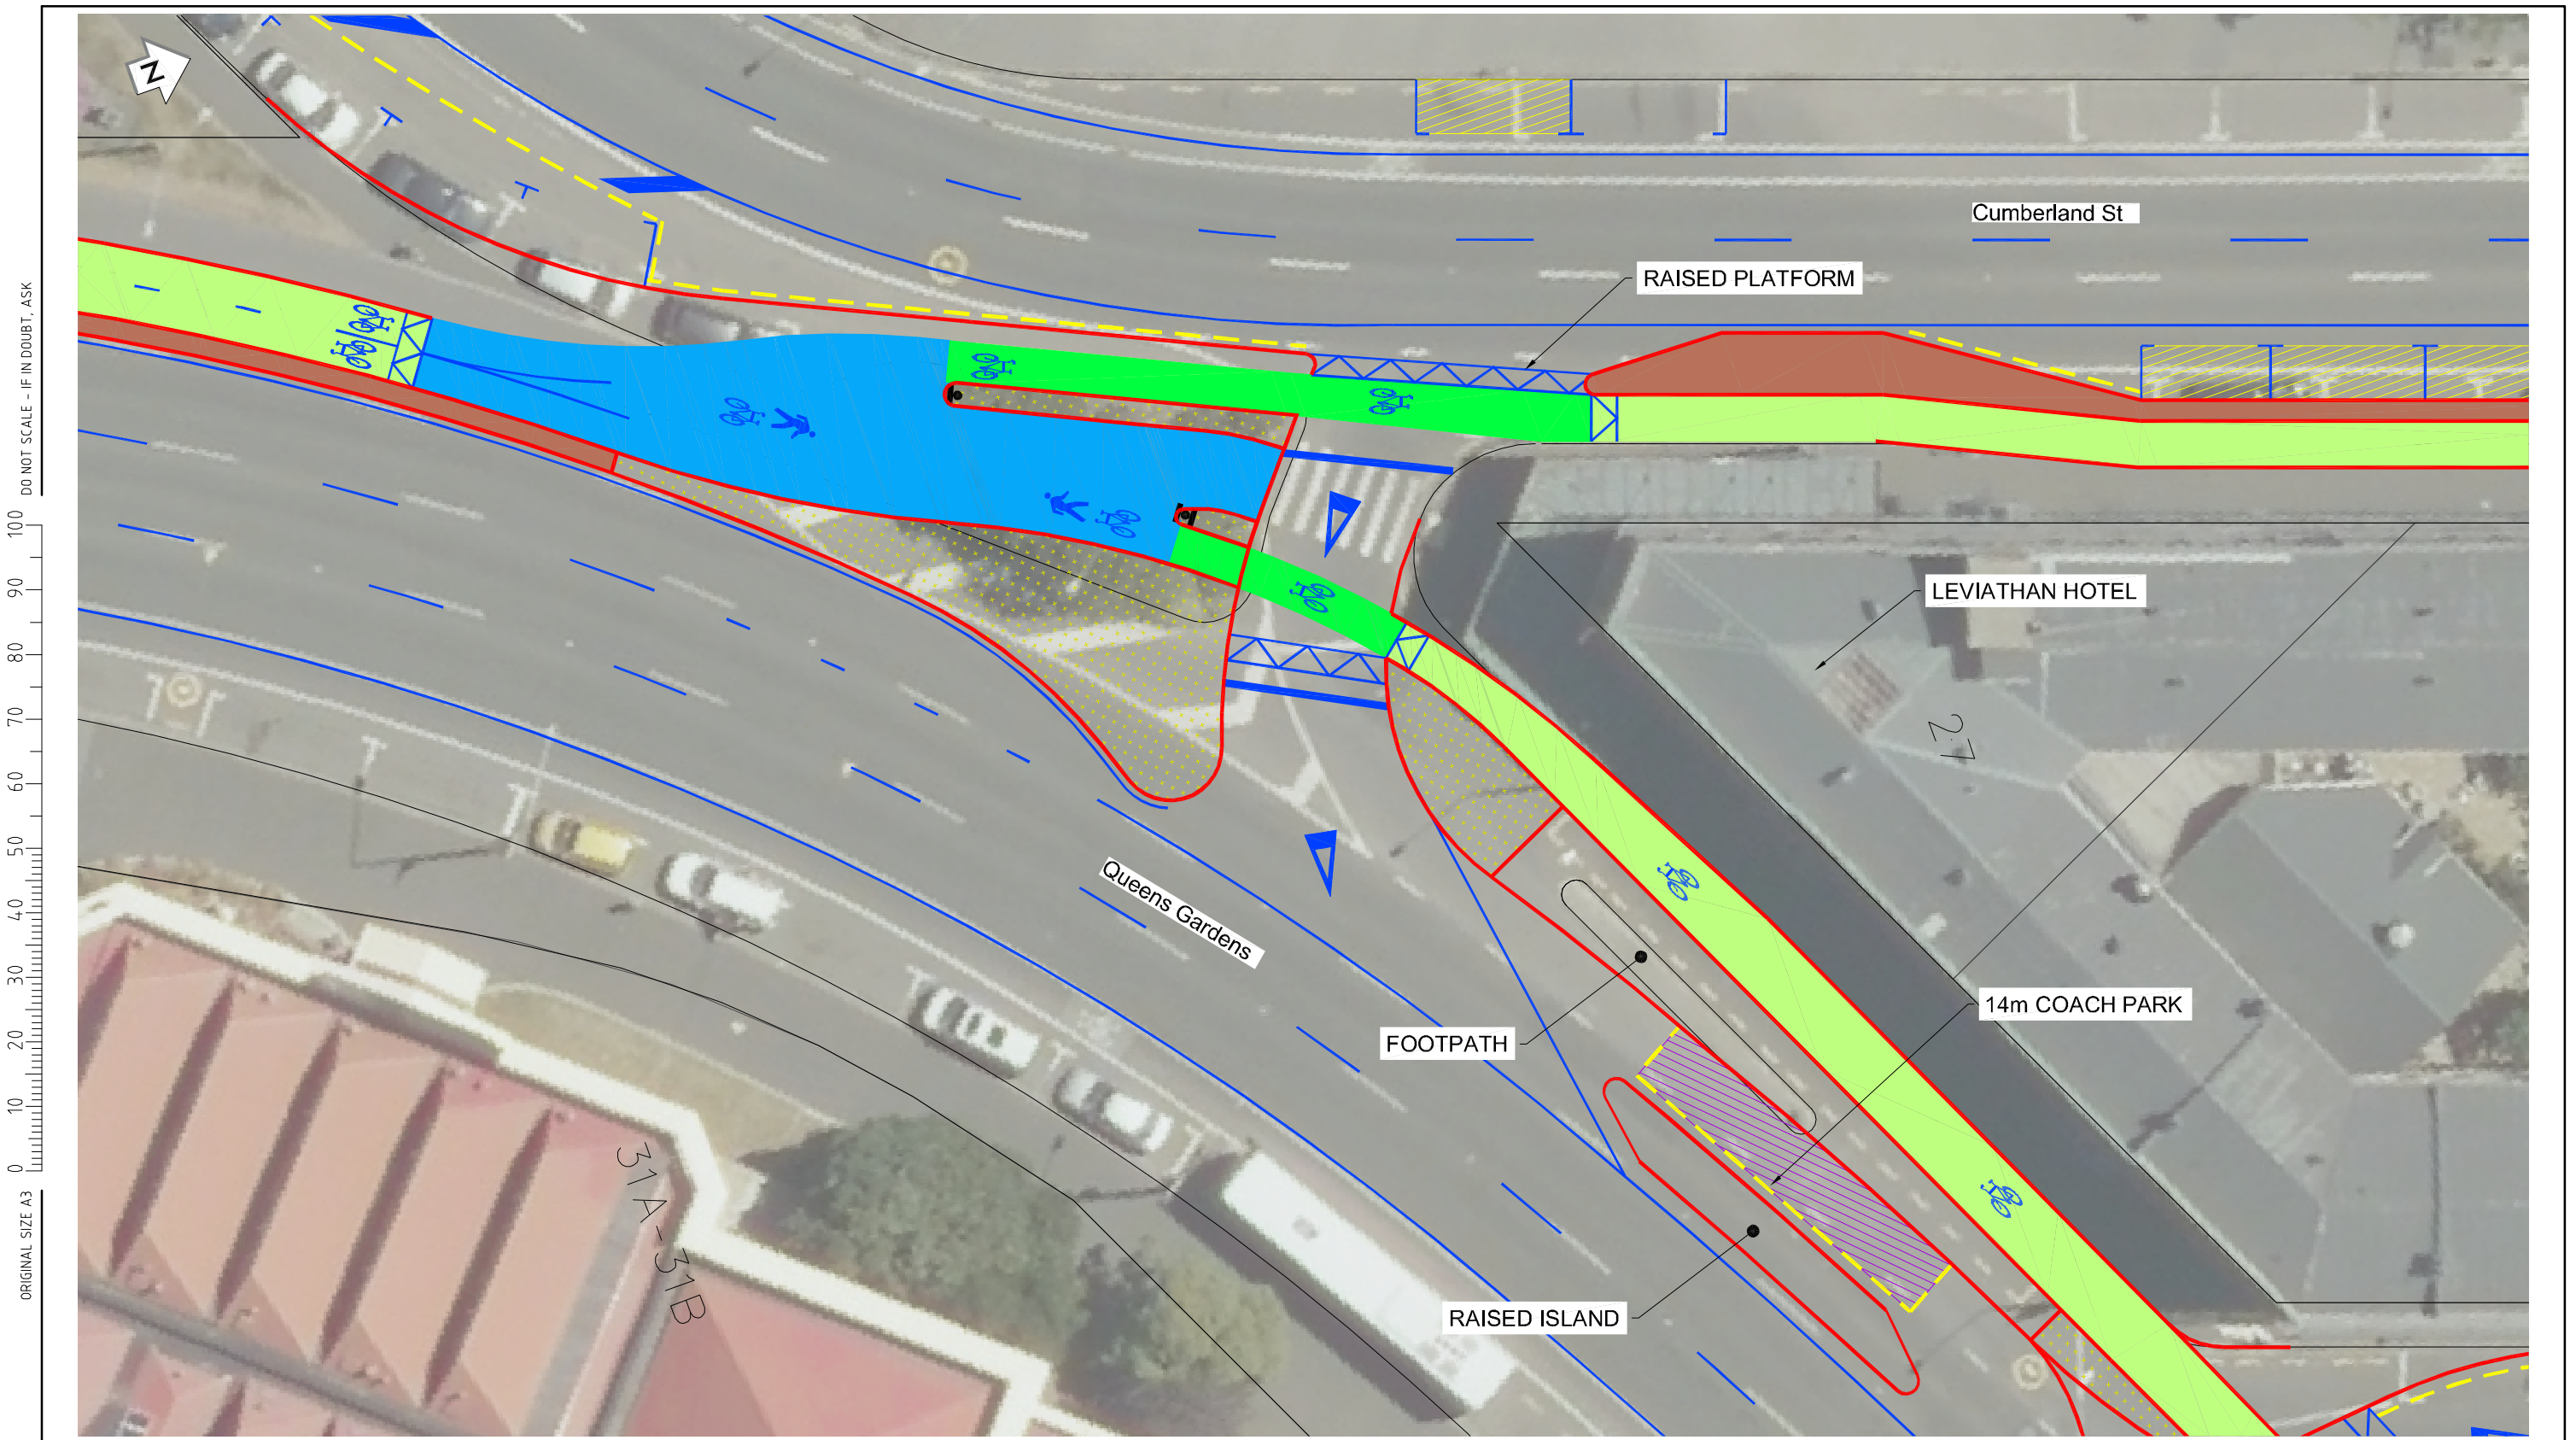 N
Cumberland St
RAISED PLATFORM
LEVIATHAN HOTEL
27
Queens Gardens
14m COACH PARK
FOOTPATH
RAISED ISLAND
31A-31B
DO NOT SCALE - IF IN DOUBT, ASK
100
90
80
70
60
50
40
30
20
10
0
ORIGINAL SIZE A3